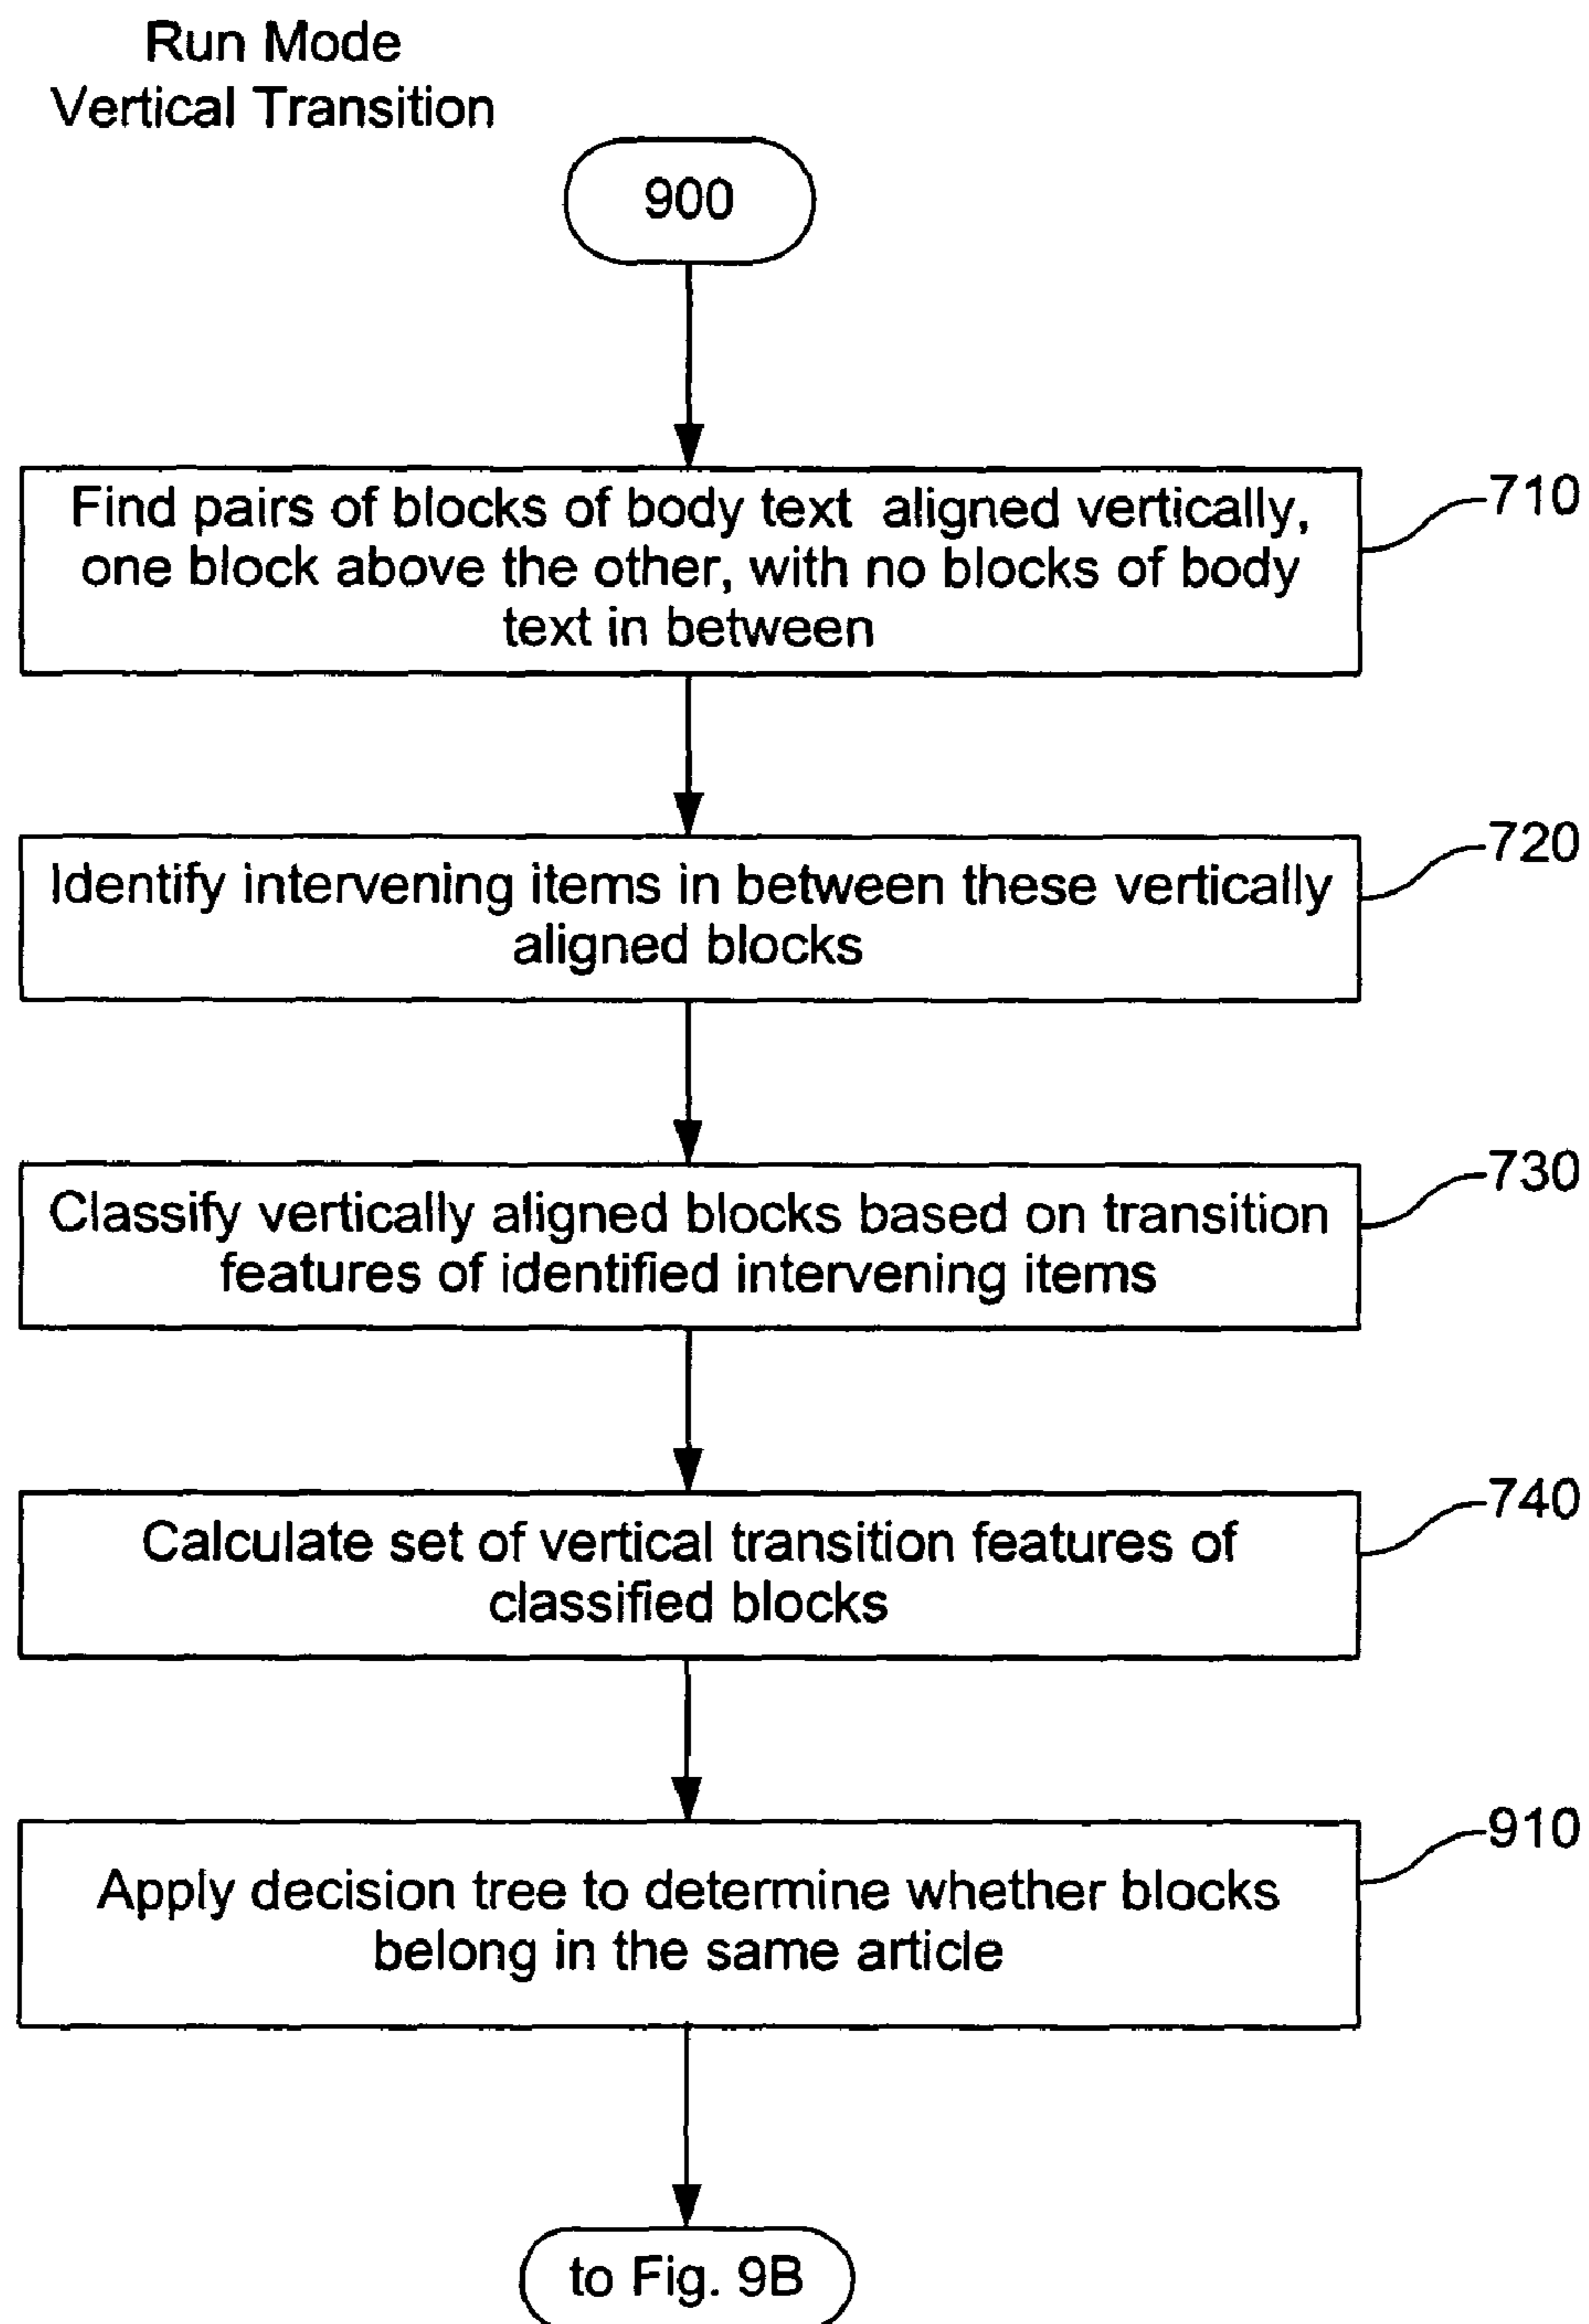 Run Mode
Vertical Transition
900
Find pairs of blocks of body text aligned vertically,
one block above the other, with no blocks of body
text in between
710
Identify intervening items in between these vertically
aligned blocks
720
Classify vertically aligned blocks based on transition
features of identified intervening items
730
Calculate set of vertical transition features of
classified blocks
740
Apply decision tree to determine whether blocks
belong in the same article
910
to Fig. 9B